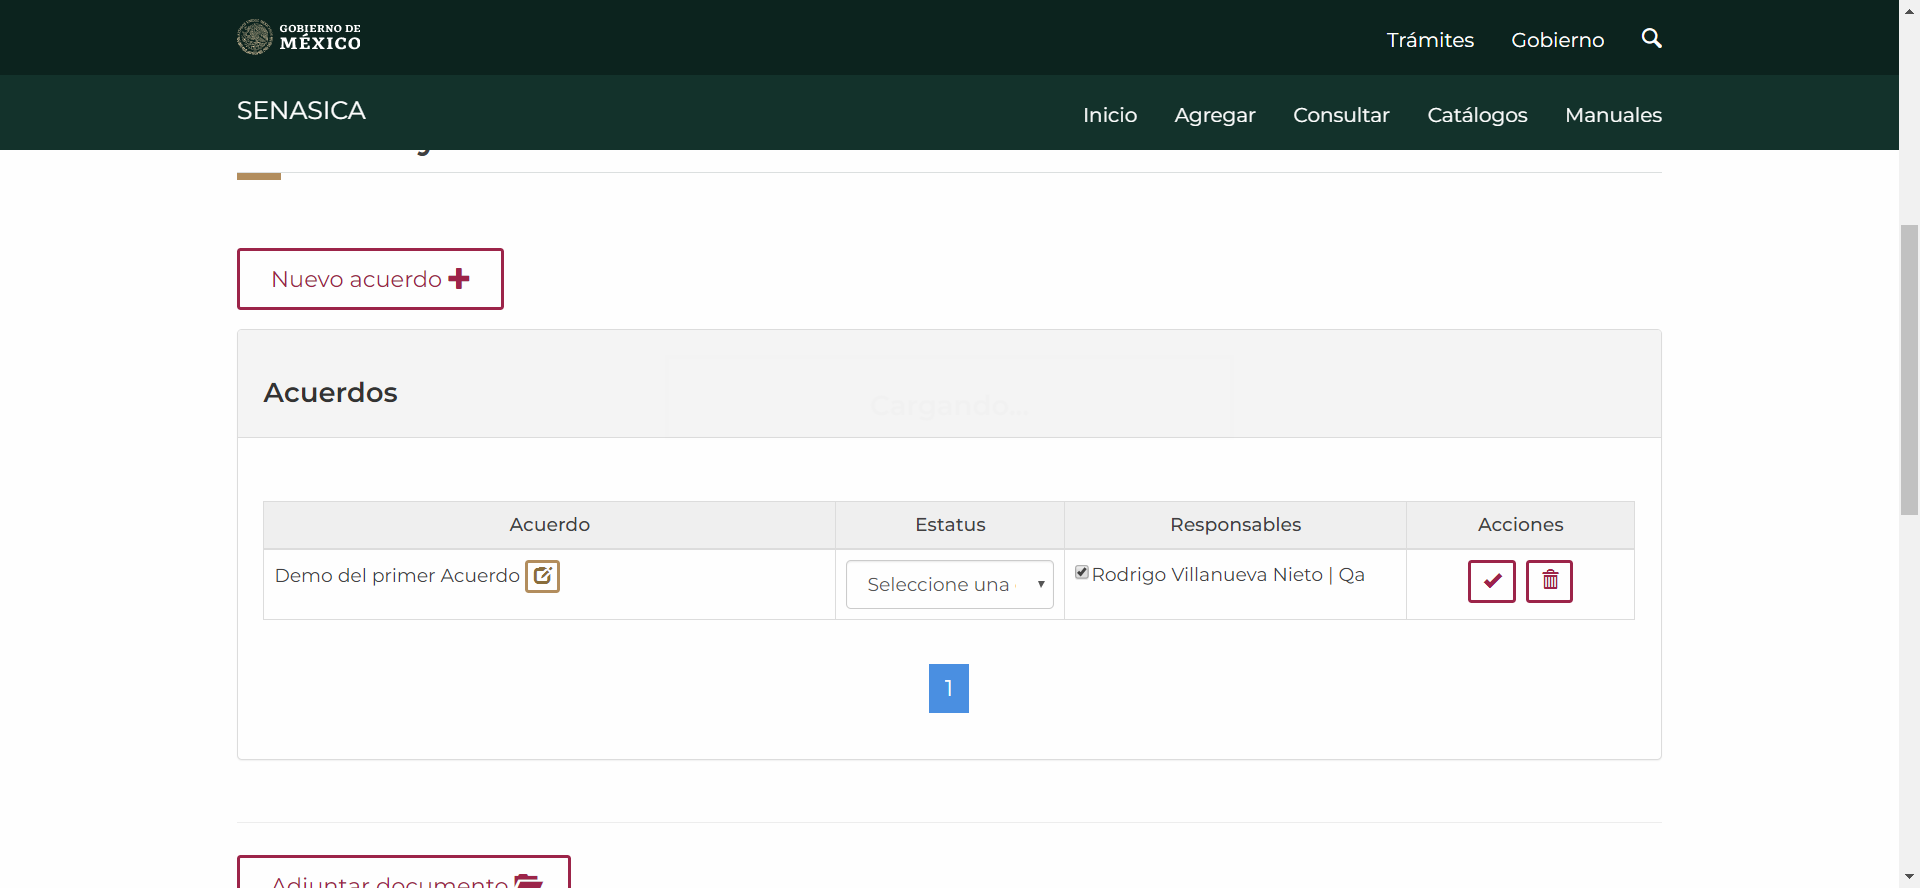 GOBIERNO DE
MÉXICO
Trámites
Gobierno
SENASICA
Inicio
Agregar
Consultar
Catálogos
Manuales
Nuevo acuerdo
Acuerdos
Cargando...
Acuerdo
Estatus
Responsables
Acciones
Demo del primer Acuerdo
Seleccione una
Rodrigo Villanueva Nieto | Qa
1
Adjuntar documento